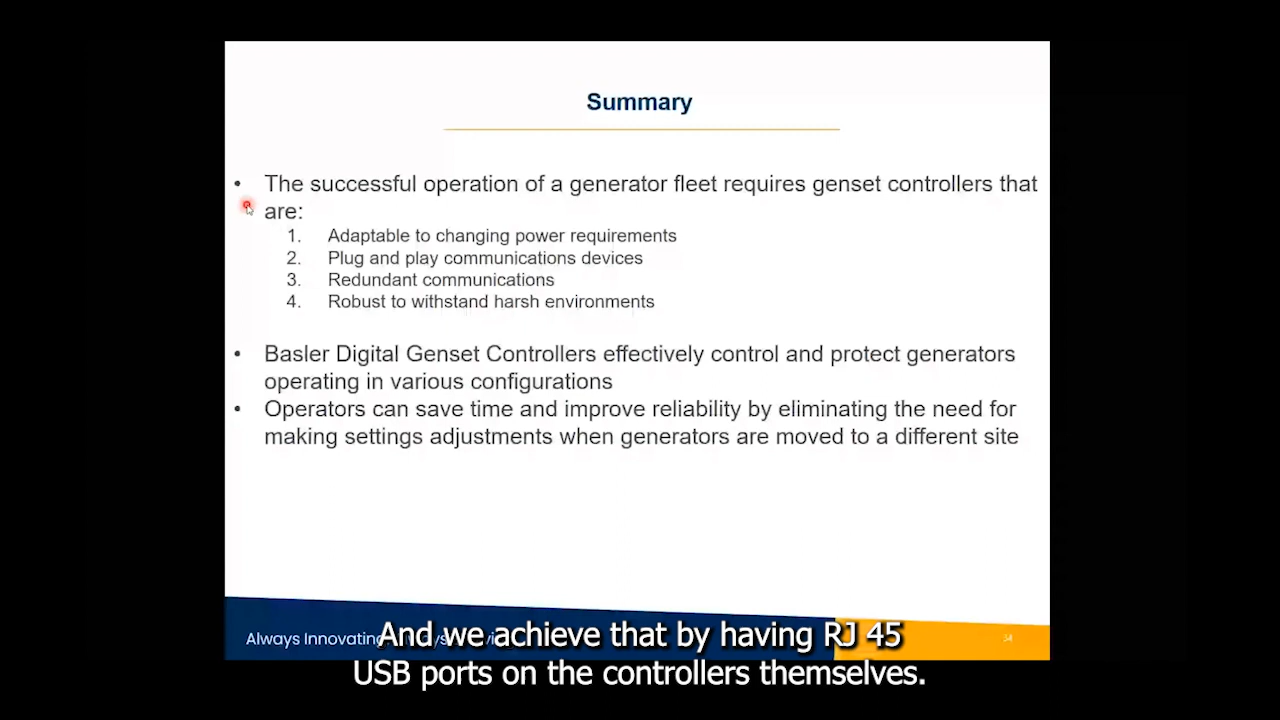 Summary
• The successful operation of a generator fleet requires genset controllers that
are:
1. Adaptable to changing power requirements
2. Plug and play communications devices
3. Redundant communications
4. Robust to withstand harsh environments
• Basler Digital Genset Controllers effectively control and protect generators
operating in various configurations
• Operators can save time and improve reliability by eliminating the need for
making settings adjustments when generators are moved to a different site
Always
And we achieve that by having RJ 45
USB ports on the controllers themselves.